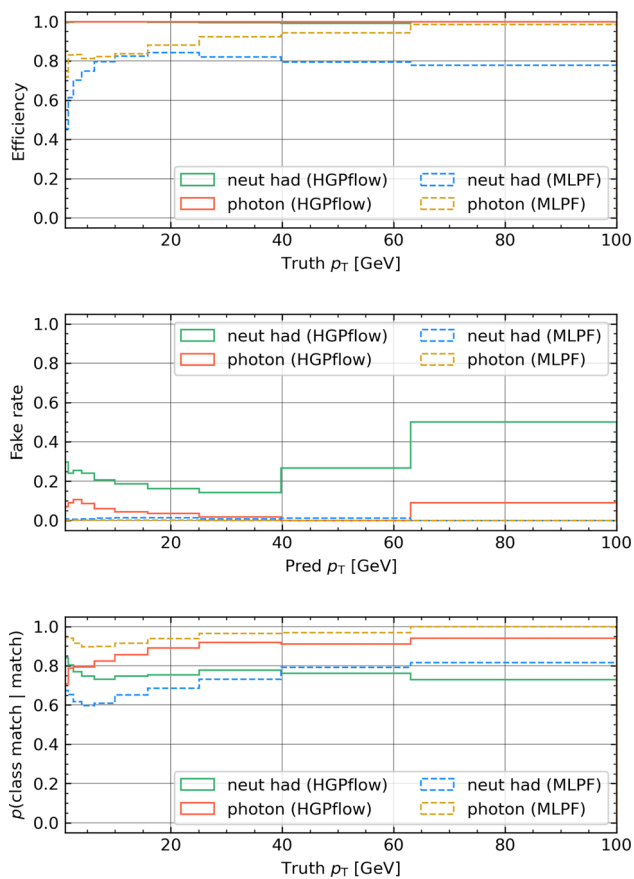 1.0
0.8
0.6
0.4
0.2
0.0
Efficiency
neut had (HGPflow)
photon (HGPflow)
neut had (MLPF)
photon (MLPF)
20 40 60 80 100
Truth pT [GeV]
1.0
0.8
0.6
0.4
0.2
0.0
Fake rate
neut had (HGPflow)
photon (HGPflow)
neut had (MLPF)
photon (MLPF)
20 40 60 80 100
Pred pT [GeV]
1.0
0.8
0.6
0.4
0.2
0.0
p(class match | match)
neut had (HGPflow)
photon (HGPflow)
neut had (MLPF)
photon (MLPF)
20 40 60 80 100
Truth pT [GeV]